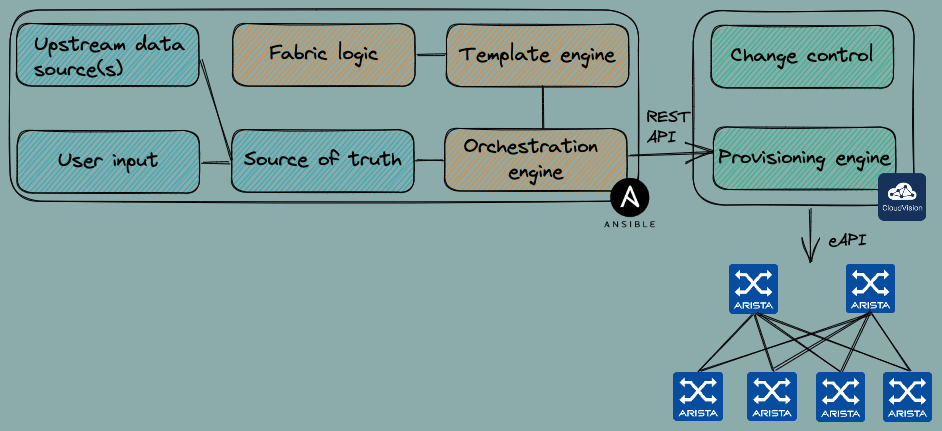 Upstream data
source(s)
Fabric logic
Template engine
User input
Source of truth
Orchestration
engine
ANSIBLE
REST
API
Change control
Provisioning engine
CloudVision
eAPI
ARISTA
ARISTA
ARISTA
ARISTA
ARISTA
ARISTA